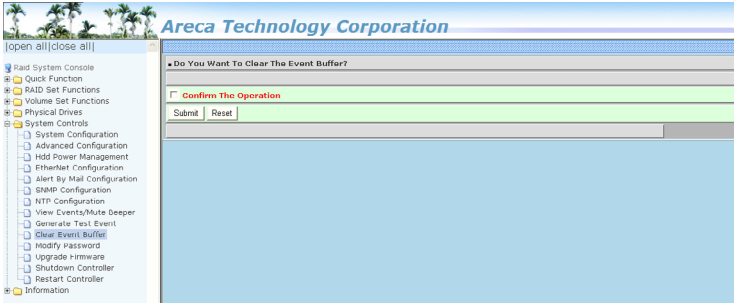 Areca Technology Corporation
|open all|close all|
Raid System Console
Quick Function
RAID Set Functions
Volume Set Functions
Physical Drives
System Controls
System Configuration
Advanced Configuration
Hdd Power Management
EtherNet Configuration
Alert By Mail Configuration
SNMP Configuration
NTP Configuration
View Events/Mute Beeper
Generate Test Event
Clear Event Buffer
Modify Password
Upgrade Firmware
Shutdown Controller
Restart Controller
Information
Do You Want To Clear The Event Buffer?
Confirm The Operation
Submit Reset